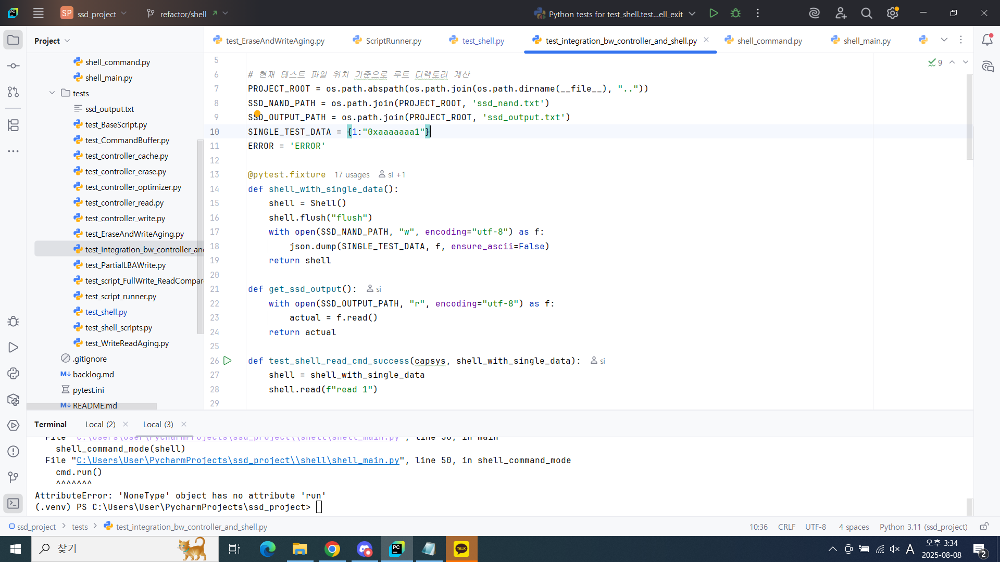 PC
SP ssd_project
refactor/shell
Python tests for test_shell.test...ell_exit
Project
test_EraseAndWriteAging.py
ScriptRunner.py
test_shell.py
test_integration_bw_controller_and_shell.py
shell_command.py
shell_main.py
shell_command.py
shell_main.py
tests
ssd_output.txt
test_BaseScript.py
test_CommandBuffer.py
test_controller_cache.py
test_controller_erase.py
test_controller_optimizer.py
test_controller_read.py
test_controller_write.py
test_EraseAndWriteAging.py
test_integration_bw_controller_an
test_PartialLBAWrite.py
test_script_FullWrite_ReadCompar
test_script_runner.py
test_shell.py
test_shell_scripts.py
test_WriteReadAging.py
.gitignore
M↓ backlog.md
pytest.ini
M↓ README.md
9
5
6 # 현재 테스트 파일 위치 기준으로 루트 디렉토리 계산
7 PROJECT_ROOT = os.path.abspath(os.path.join(os.path.dirname(__file__), ".."))
8 SSD_NAND_PATH = os.path.join(PROJECT_ROOT, 'ssd_nand.txt')
9 SSD_OUTPUT_PATH = os.path.join(PROJECT_ROOT, 'ssd_output.txt')
10 SINGLE_TEST_DATA = {1:"0xaaaaaaa1"}
11 ERROR = 'ERROR'
12
13 @pytest.fixture 17 usages si +1
14 def shell_with_single_data():
15 shell = Shell()
16 shell.flush("flush")
17 with open(SSD_NAND_PATH, "w", encoding="utf-8") as f:
18 json.dump(SINGLE_TEST_DATA, f, ensure_ascii=False)
19 return shell
20
21 def get_ssd_output(): si
22 with open(SSD_OUTPUT_PATH, "r", encoding="utf-8") as f:
23 actual = f.read()
24 return actual
25
26 def test_shell_read_cmd_success(capsys, shell_with_single_data): si
27 shell = shell_with_single_data
28 shell.read(f"read 1")
29
Terminal
Local (2)
Local (3)
File "C:\Users\User\PycharmProjects\ssd_project\\shell\shell_main.py", line 38, in main
shell_command_mode(shell)
File "C:\Users\User\PycharmProjects\ssd_project\\shell\shell_main.py", line 50, in shell_command_mode
cmd.run()
^^^^^^^
AttributeError: 'NoneType' object has no attribute 'run'
(.venv) PS C:\Users\User\PycharmProjects\ssd_project>
ssd_project > tests > test_integration_bw_controller_and_shell.py
10:36 CRLF UTF-8 4 spaces Python 3.11 (ssd_project)
찾기
PC
TALK
A
오후 3:34
2025-08-08
2